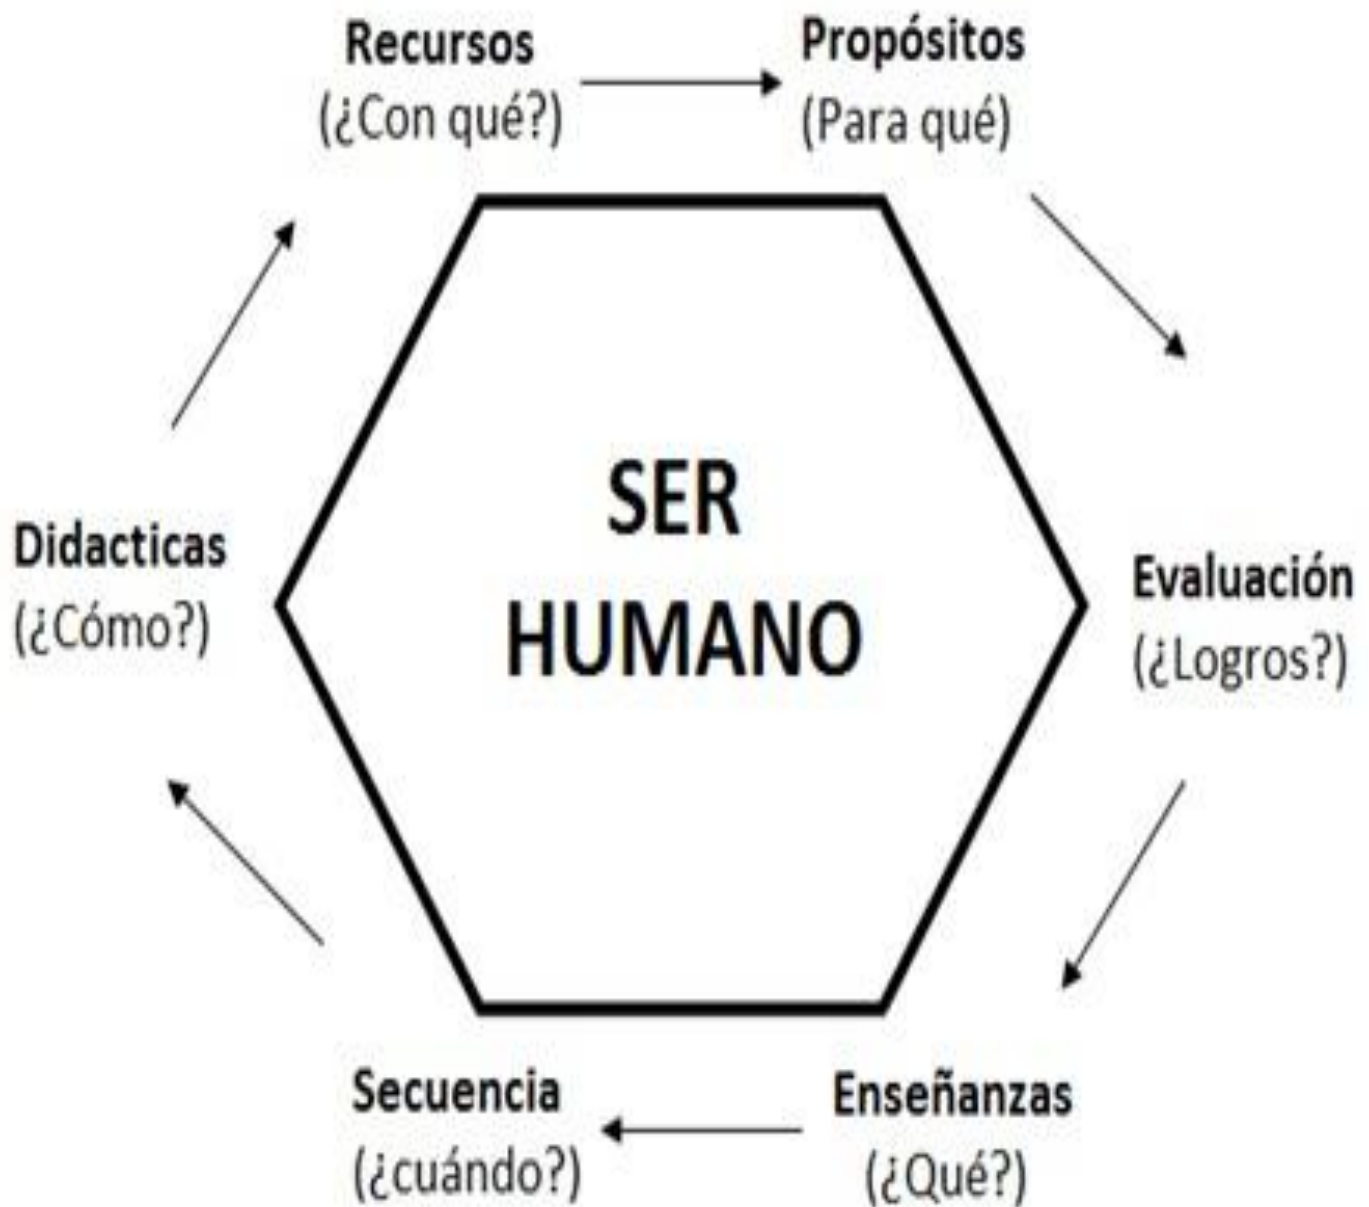 Recursos
(¿Con qué?)
Propósitos
(Para qué)
SER
HUMANO
Didacticas
(¿Cómo?)
Evaluación
(¿Logros?)
Secuencia
(¿cuándo?)
Enseñanzas
(¿Qué?)